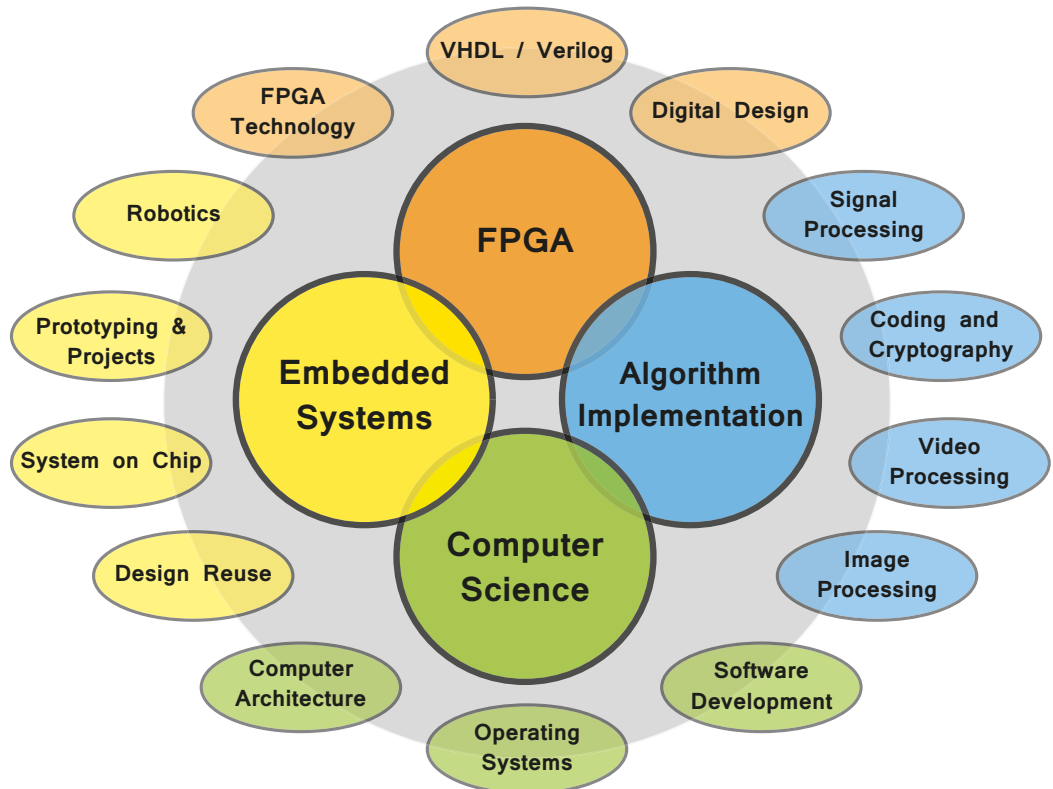 VHDL / Verilog
FPGA
Technology
Digital Design
Robotics
Signal
Processing
FPGA
Prototyping &
Projects
Coding and
Cryptography
Embedded
Systems
Algorithm
Implementation
System on Chip
Video
Processing
Design Reuse
Computer
Science
Image
Processing
Computer
Architecture
Software
Development
Operating
Systems